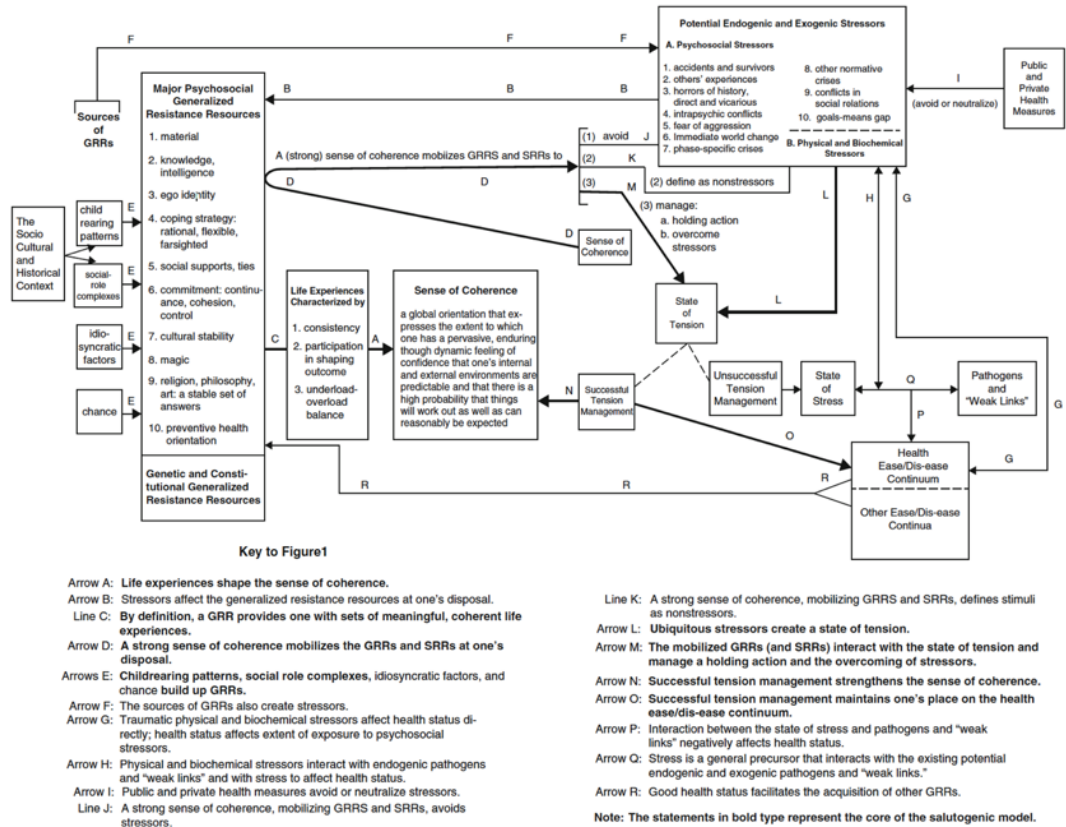 F
F
F
B
B
B
Sources
of
GRRs
Major Psychosocial
Generalized
Resistance Resources
1. material
2. knowledge,
intelligence
3. ego identity
4. coping strategy:
rational, flexible,
farsighted
5. social supports, ties
6. commitment: continu-
ance, cohesion,
control
7. cultural stability
8. magic
9. religion, philosophy,
art: a stable set of
answers
10. preventive health
orientation
Genetic and Consti-
tutional Generalized
Resistance Resources
The
Socio
Cultural
and
Historical
Context
child
rearing
patterns
E
social-
role
complexes
E
idio-
syncratic
factors
E
chance
E
Potential Endogenic and Exogenic Stressors
A. Psychosocial Stressors
1. accidents and survivors
2. others' experiences
3. horrors of history,
direct and vicarious
4. intrapsychic conflicts
5. fear of aggression
6. Immediate world change
7. phase-specific crises
8. other normative
crises
9. conflicts in
social relations
10. goals-means gap
B. Physical and Biochemical
Stressors
I
(avoid or neutralize)
Public
and
Private
Health
Measures
A (strong) sense of coherence mobiizes GRRS and SRRs to
D
D
D
Sense of
Coherence
(1) avoid J
(2) K
(3) M
(2) define as nonstressors
(3) manage:
a. holding action
b. overcome
stressors
L
H
G
C
Life Experiences
Characterized by
1. consistency
2. participation
in shaping
outcome
3. underload-
overload
balance
A
Sense of Coherence
a global orientation that ex-
presses the extent to which
one has a pervasive, enduring
though dynamic feeling of
confidence that one's internal
and external environments are
predictable and that there is a
high probability that things
will work out as well as can
reasonably be expected
State
of
Tension
L
N
Successful
Tension
Management
Unsuccessful
Tension
Management
State
of
Stress
Q
Pathogens
and
"Weak Links"
P
G
O
G
Health
Ease/Dis-ease
Continuum
Other Ease/Dis-ease
Continua
R
R
R
Key to Figure1
Arrow A: Life experiences shape the sense of coherence.
Arrow B: Stressors affect the generalized resistance resources at one's disposal.
Line C: By definition, a GRR provides one with sets of meaningful, coherent life
experiences.
Arrow D: A strong sense of coherence mobilizes the GRRs and SRRs at one's
disposal.
Arrows E: Childrearing patterns, social role complexes, idiosyncratic factors, and
chance build up GRRs.
Arrow F: The sources of GRRs also create stressors.
Arrow G: Traumatic physical and biochemical stressors affect health status di-
rectly; health status affects extent of exposure to psychosocial
stressors.
Arrow H: Physical and biochemical stressors interact with endogenic pathogens
and "weak links" and with stress to affect health status.
Arrow I: Public and private health measures avoid or neutralize stressors.
Line J: A strong sense of coherence, mobilizing GRRS and SRRs, avoids
stressors.
Line K: A strong sense of coherence, mobilizing GRRS and SRRs, defines stimuli
as nonstressors.
Arrow L: Ubiquitous stressors create a state of tension.
Arrow M: The mobilized GRRs (and SRRs) interact with the state of tension and
manage a holding action and the overcoming of stressors.
Arrow N: Successful tension management strengthens the sense of coherence.
Arrow O: Successful tension management maintains one's place on the health
ease/dis-ease continuum.
Arrow P: Interaction between the state of stress and pathogens and "weak
links" negatively affects health status.
Arrow Q: Stress is a general precursor that interacts with the existing potential
endogenic and exogenic pathogens and "weak links."
Arrow R: Good health status facilitates the acquisition of other GRRs.
Note: The statements in bold type represent the core of the salutogenic model.